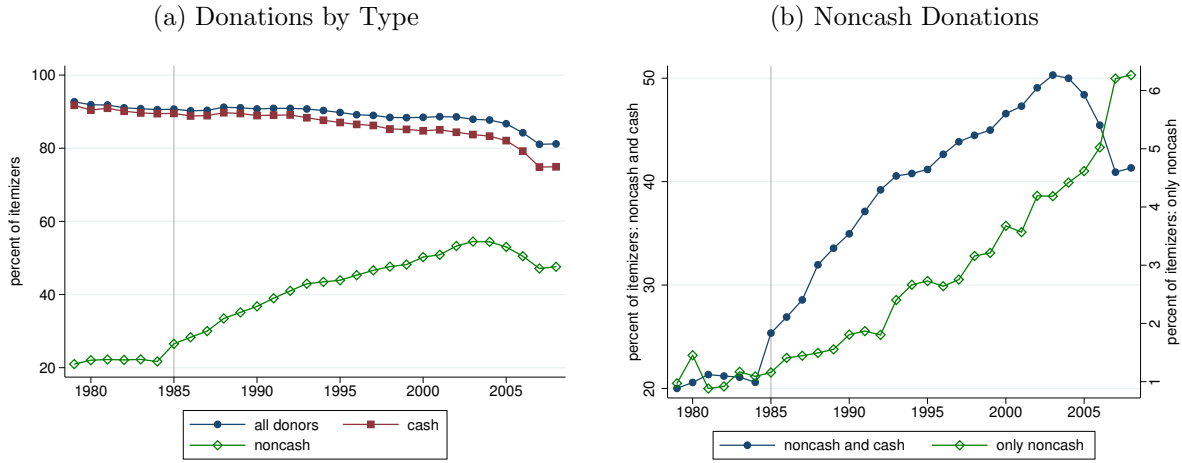 (a) Donations by Type
percent of itemizers
100
80
60
40
20
1980
1985
1990
1995
2000
2005
all donors
cash
noncash
(b) Noncash Donations
percent of itemizers: noncash and cash
50
40
30
20
percent of itemizers: only noncash
6
5
4
3
2
1
1980
1985
1990
1995
2000
2005
noncash and cash
only noncash